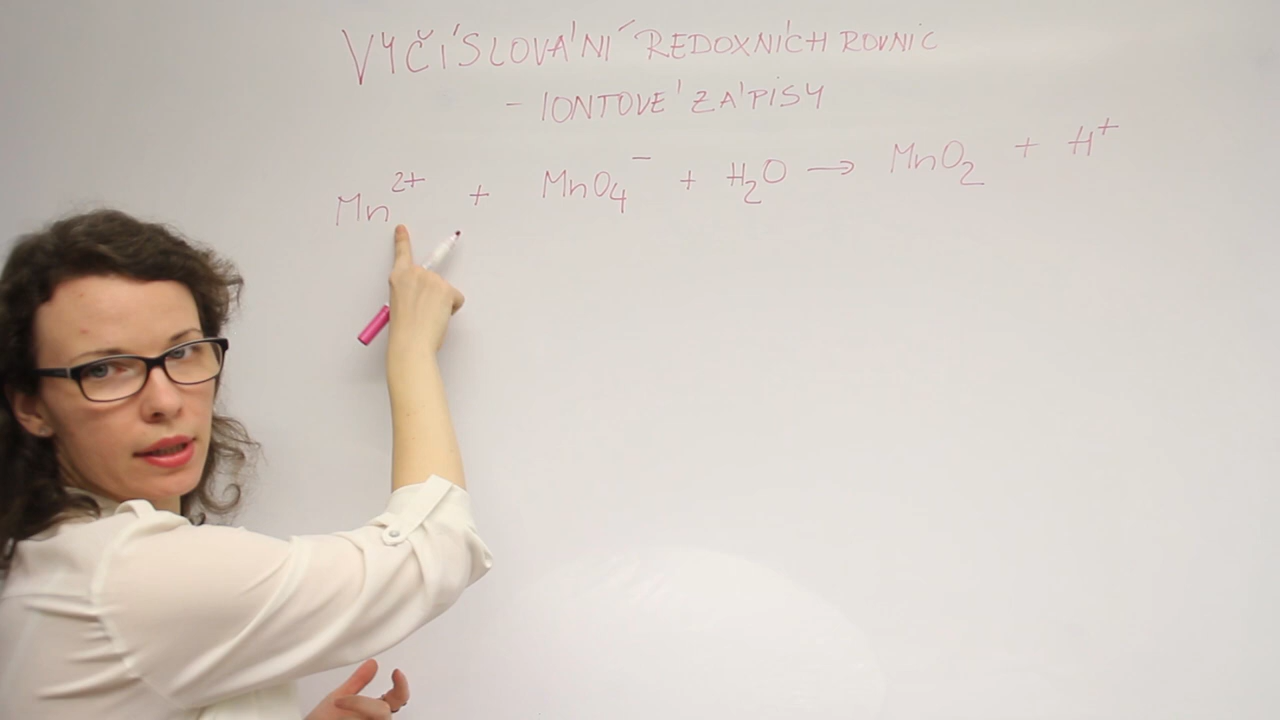 VYČÍSLOVÁNÍ REDOXNÍCH ROVNIC
- IONTOVÉ ZÁPISY
Mn²⁺ + MnO₄⁻ + H₂O → MnO₂ + H⁺